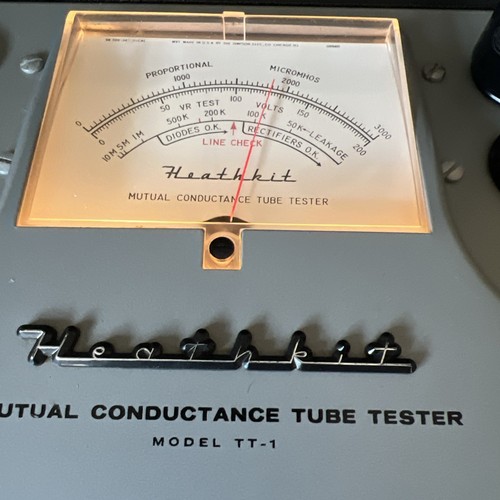 PROPORTIONAL MICROMHOS
0 1000 2000 3000
0 50 100 150 200
VR TEST VOLTS
10M 5M 1M 500K 200K 100K 50K LEAKAGE
DIODES O.K. RECTIFIERS O.K.
LINE CHECK
Heathkit
MUTUAL CONDUCTANCE TUBE TESTER
Heathkit
UTUAL CONDUCTANCE TUBE TESTER
MODEL TT-1